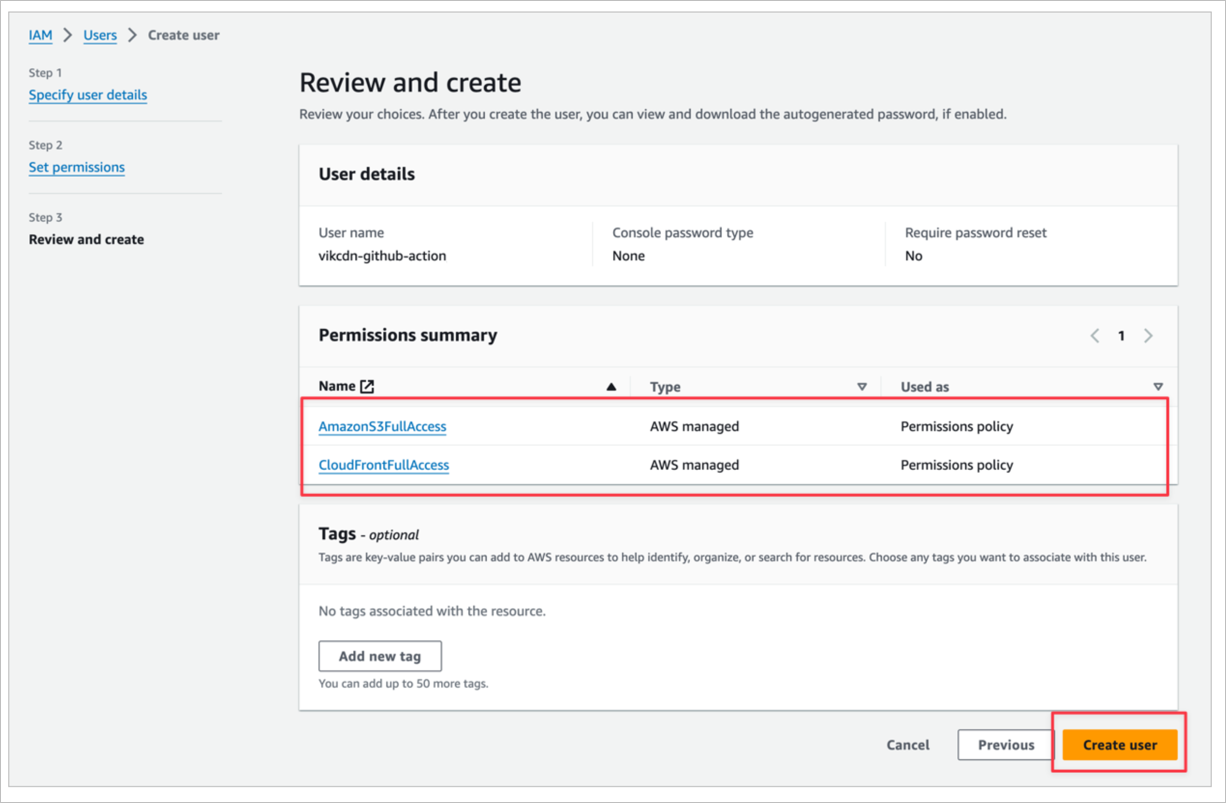 IAM > Users > Create user
Step 1
Specify user details
Step 2
Set permissions
Step 3
Review and create
Review and create
Review your choices. After you create the user, you can view and download the autogenerated password, if enabled.
User details
User name Console password type Require password reset
vikcdn-github-action None No
Permissions summary < 1 >
Name Type Used as
AmazonS3FullAccess AWS managed Permissions policy
CloudFrontFullAccess AWS managed Permissions policy
Tags - optional
Tags are key-value pairs you can add to AWS resources to help identify, organize, or search for resources. Choose any tags you want to associate with this user.
No tags associated with the resource.
Add new tag
You can add up to 50 more tags.
Cancel Previous Create user